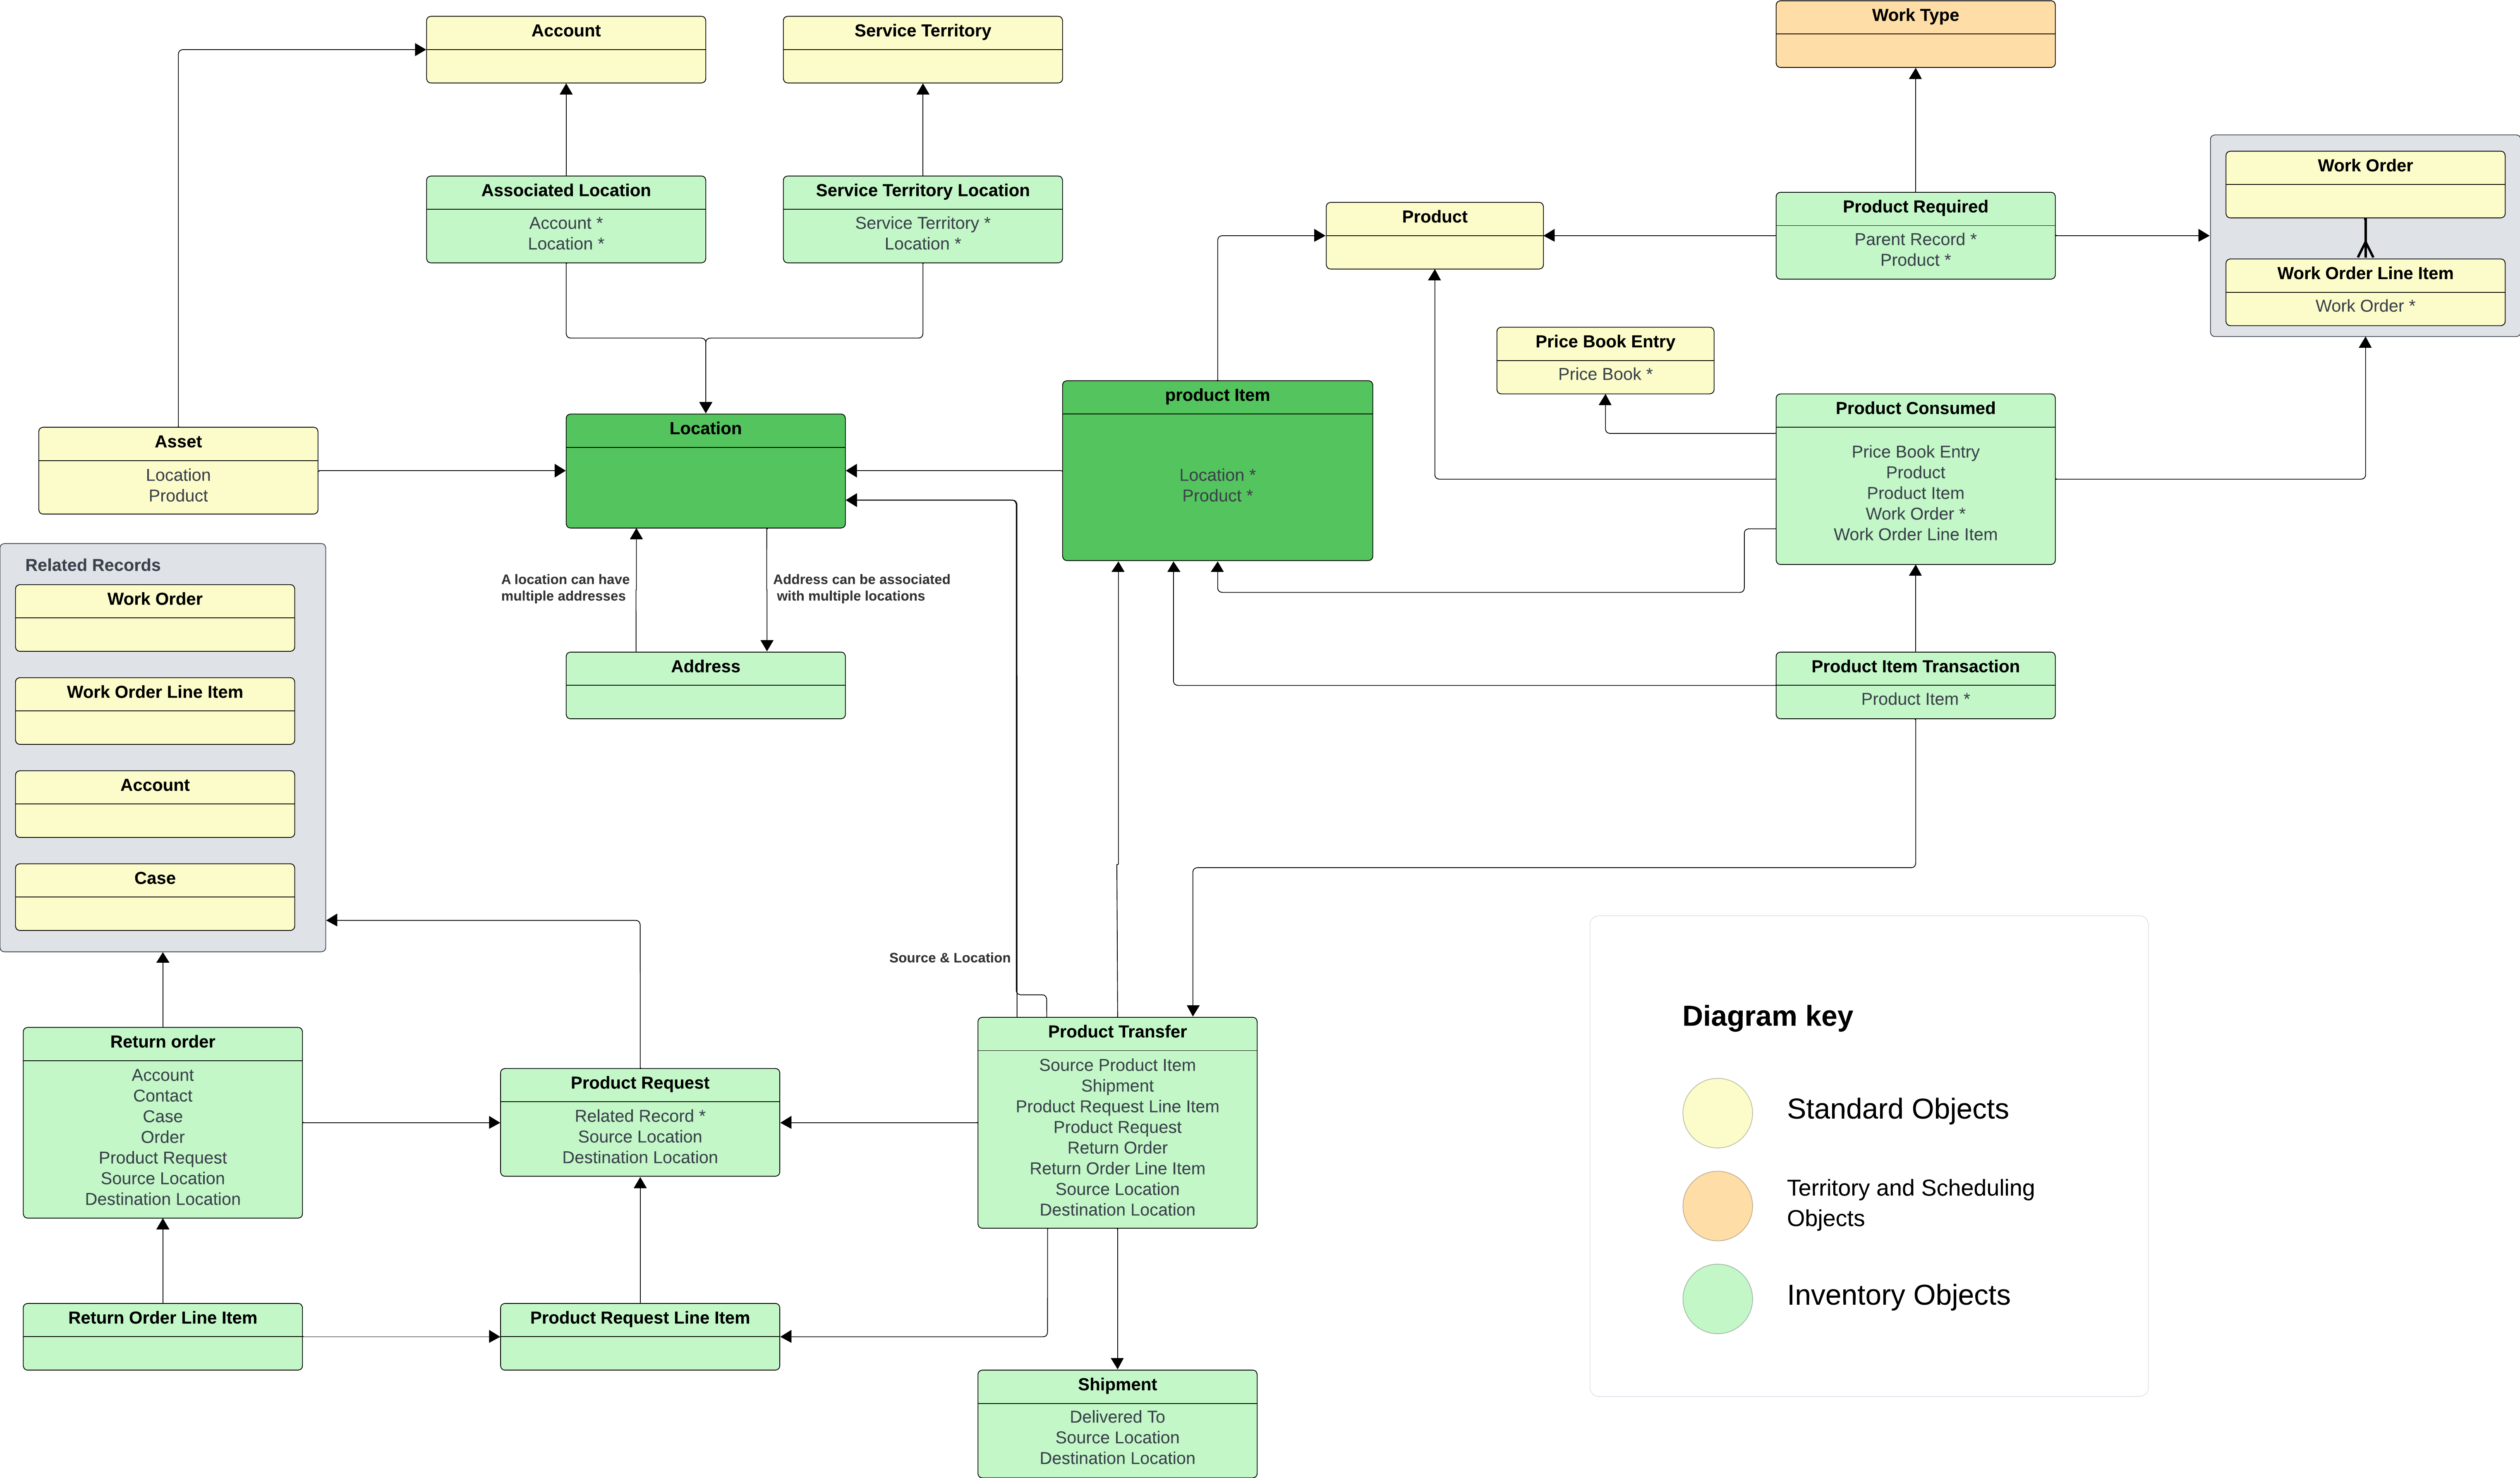 Account
Service Territory
Work Type
Associated Location
Account *
Location *
Service Territory Location
Service Territory *
Location *
Product
Product Required
Parent Record *
Product *
Work Order
Work Order Line Item
Work Order *
Price Book Entry
Price Book *
Asset
Location
Product
Location
product Item
Location *
Product *
Product Consumed
Price Book Entry
Product
Product Item
Work Order *
Work Order Line Item
Related Records
Work Order
Work Order Line Item
Account
Case
A location can have
multiple addresses
Address can be associated
with multiple locations
Address
Product Item Transaction
Product Item *
Source & Location
Return order
Account
Contact
Case
Order
Product Request
Source Location
Destination Location
Product Request
Related Record *
Source Location
Destination Location
Product Transfer
Source Product Item
Shipment
Product Request Line Item
Product Request
Return Order
Return Order Line Item
Source Location
Destination Location
Return Order Line Item
Product Request Line Item
Shipment
Delivered To
Source Location
Destination Location
Diagram key
Standard Objects
Territory and Scheduling
Objects
Inventory Objects